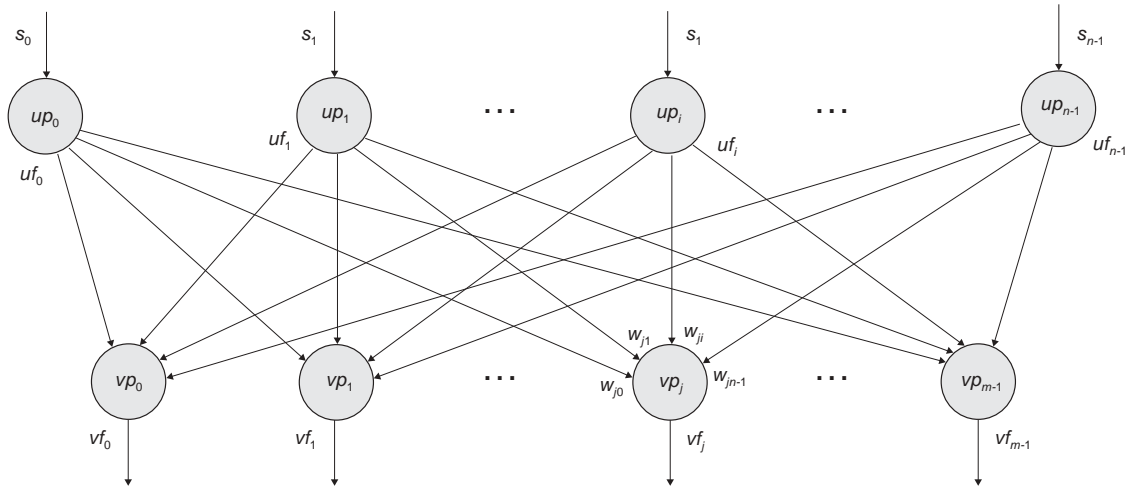 s0 s1 s1 sn-1
up0 up1 ... upi ... upn-1
uf0 uf1 ufi ufn-1
wj1 wji
vp0 vp1 ... wj0 vpj wjn-1 ... vpm-1
vf0 vf1 vfj vfm-1